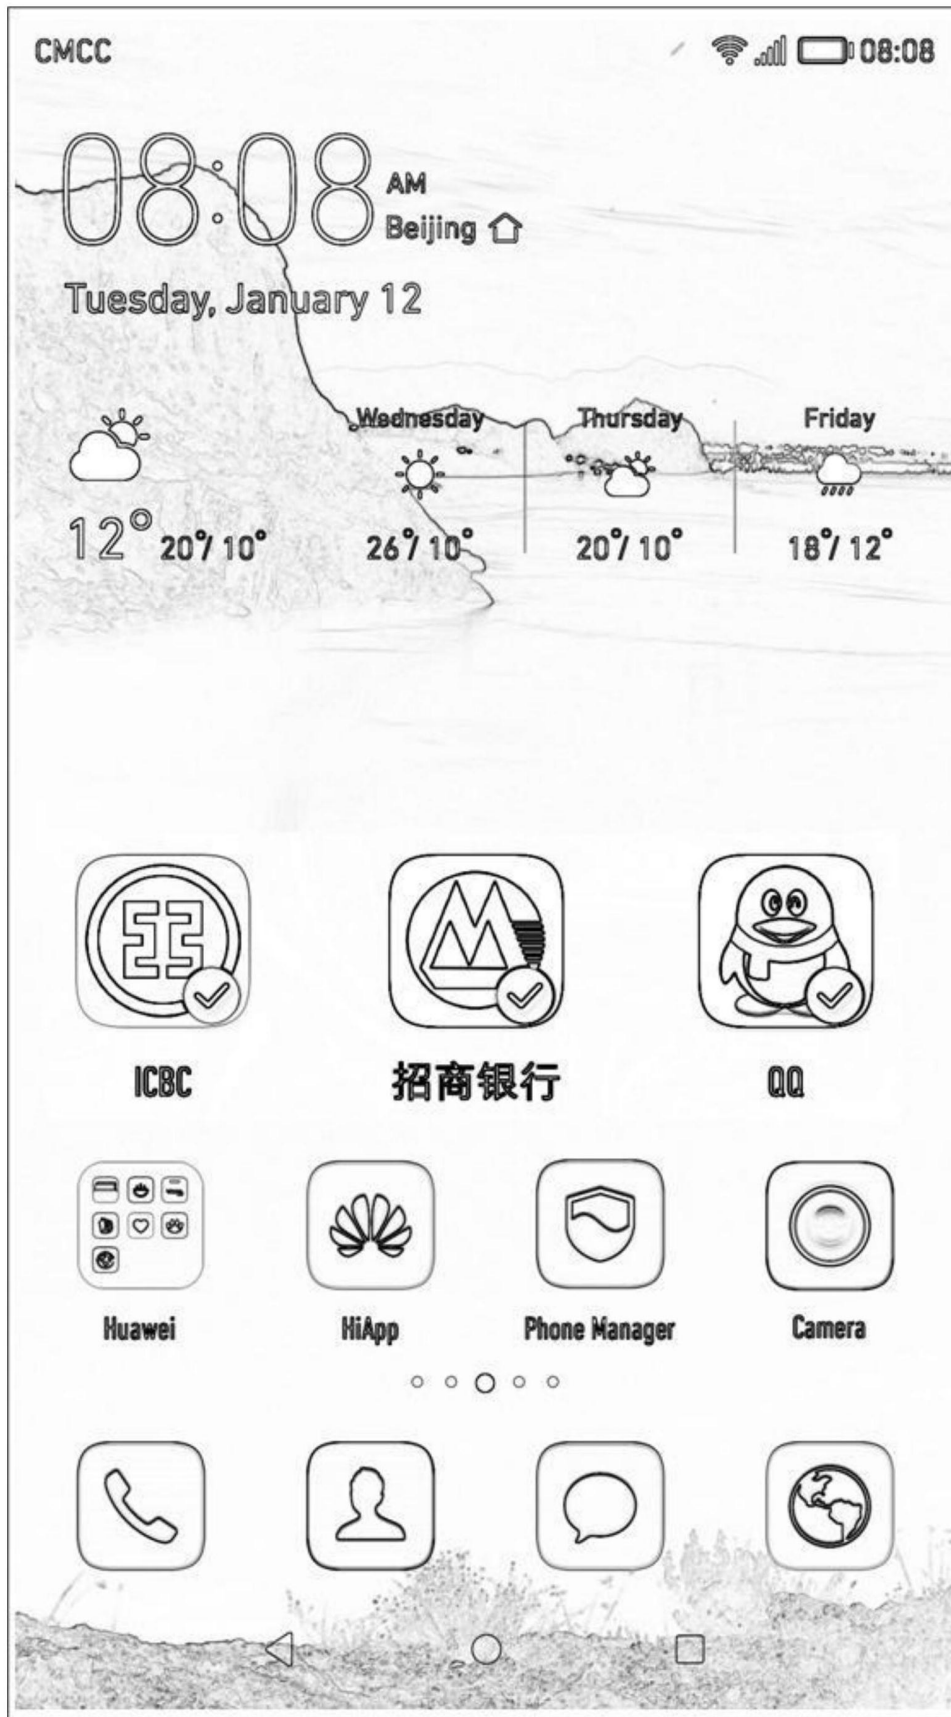 CMCC 08:08
08:08 AM
Beijing
Tuesday, January 12
Wednesday Thursday Friday
12° 20°/10° 26°/10° 20°/10° 18°/12°
ICBC 招商银行 QQ
Huawei HiApp Phone Manager Camera